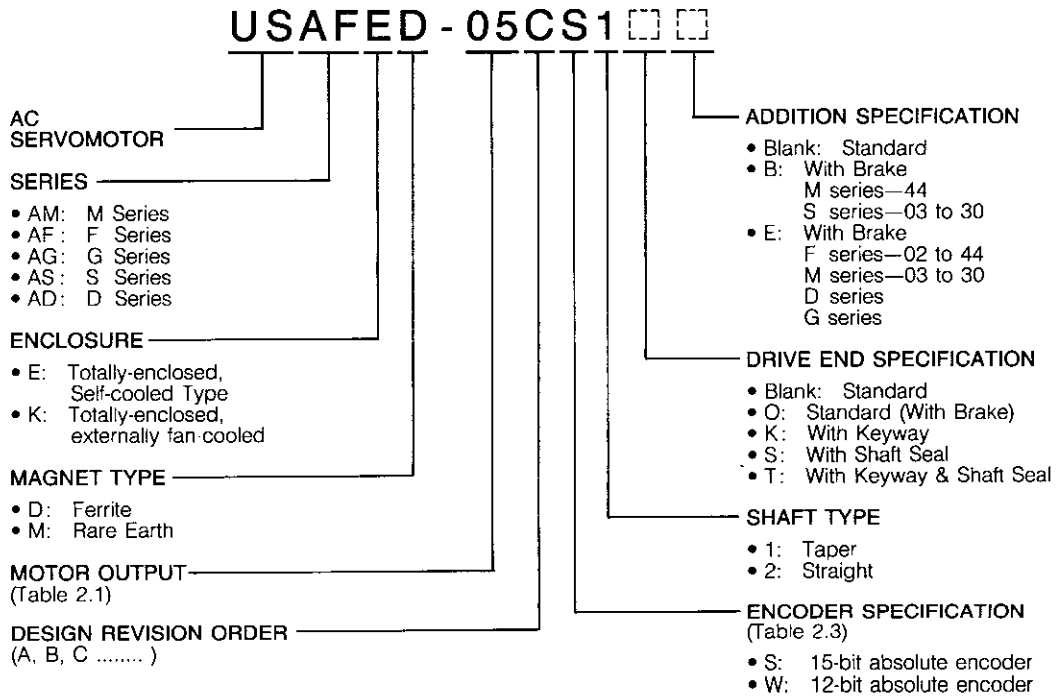 USAFED - 05CS1
AC
SERVOMOTOR
SERIES
• AM: M Series
• AF: F Series
• AG: G Series
• AS: S Series
• AD: D Series
ENCLOSURE
• E: Totally-enclosed,
Self-cooled Type
• K: Totally-enclosed,
externally fan-cooled
MAGNET TYPE
• D: Ferrite
• M: Rare Earth
MOTOR OUTPUT
(Table 2.1)
DESIGN REVISION ORDER
(A, B, C ........ )
ADDITION SPECIFICATION
• Blank: Standard
• B: With Brake
M series—44
S series—03 to 30
• E: With Brake
F series—02 to 44
M series—03 to 30
D series
G series
DRIVE END SPECIFICATION
• Blank: Standard
• O: Standard (With Brake)
• K: With Keyway
• S: With Shaft Seal
• T: With Keyway & Shaft Seal
SHAFT TYPE
• 1: Taper
• 2: Straight
ENCODER SPECIFICATION
(Table 2.3)
• S: 15-bit absolute encoder
• W: 12-bit absolute encoder